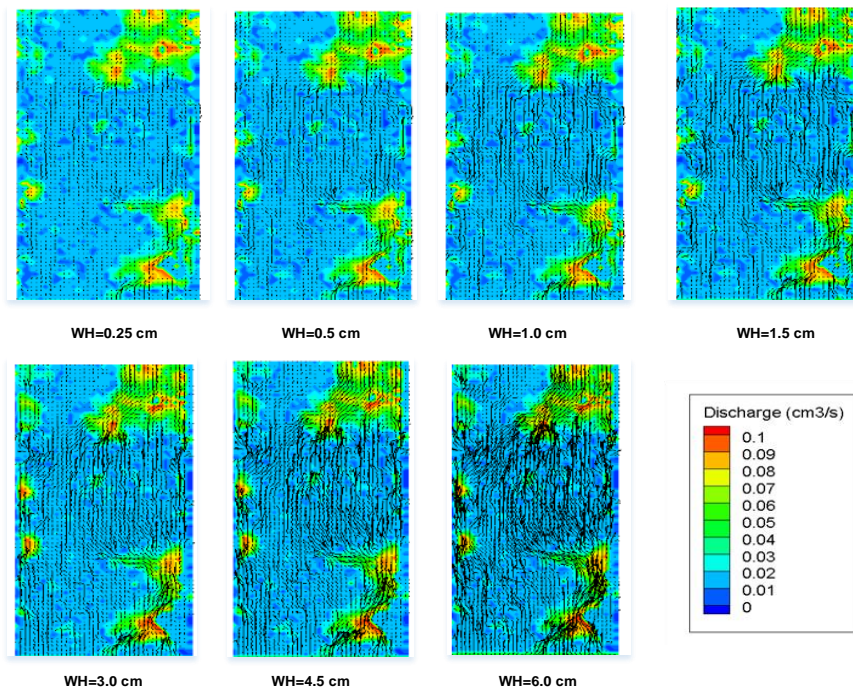 WH=0.25 cm
WH=0.5 cm
WH=1.0 cm
WH=1.5 cm
Discharge (cm3/s)
0.1
0.09
0.08
0.07
0.06
0.05
0.04
0.03
0.02
0.01
0
WH=3.0 cm
WH=4.5 cm
WH=6.0 cm